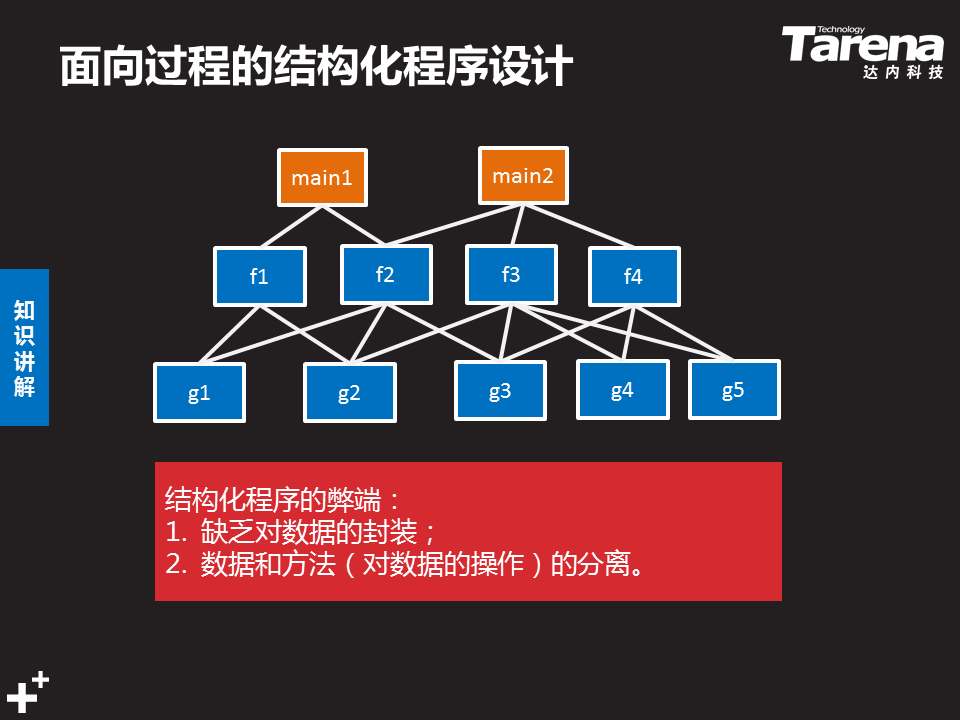 面向过程的结构化程序设计
Technology
Tarena
达内科技
main1
main2
f1
f2
f3
f4
知识讲解
g1
g2
g3
g4
g5
结构化程序的弊端：
1. 缺乏对数据的封装；
2. 数据和方法（对数据的操作）的分离。